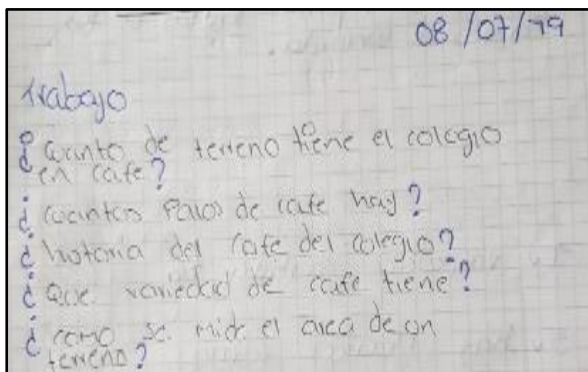 08/07/19
trabajo
¿Cuanto de terreno tiene el colegio
en cafe?
¿cuantos Palos de cafe hay?
¿historia del cafe del colegio?
¿Que variedad de cafe tiene?
¿como se mide el area de un
terreno?